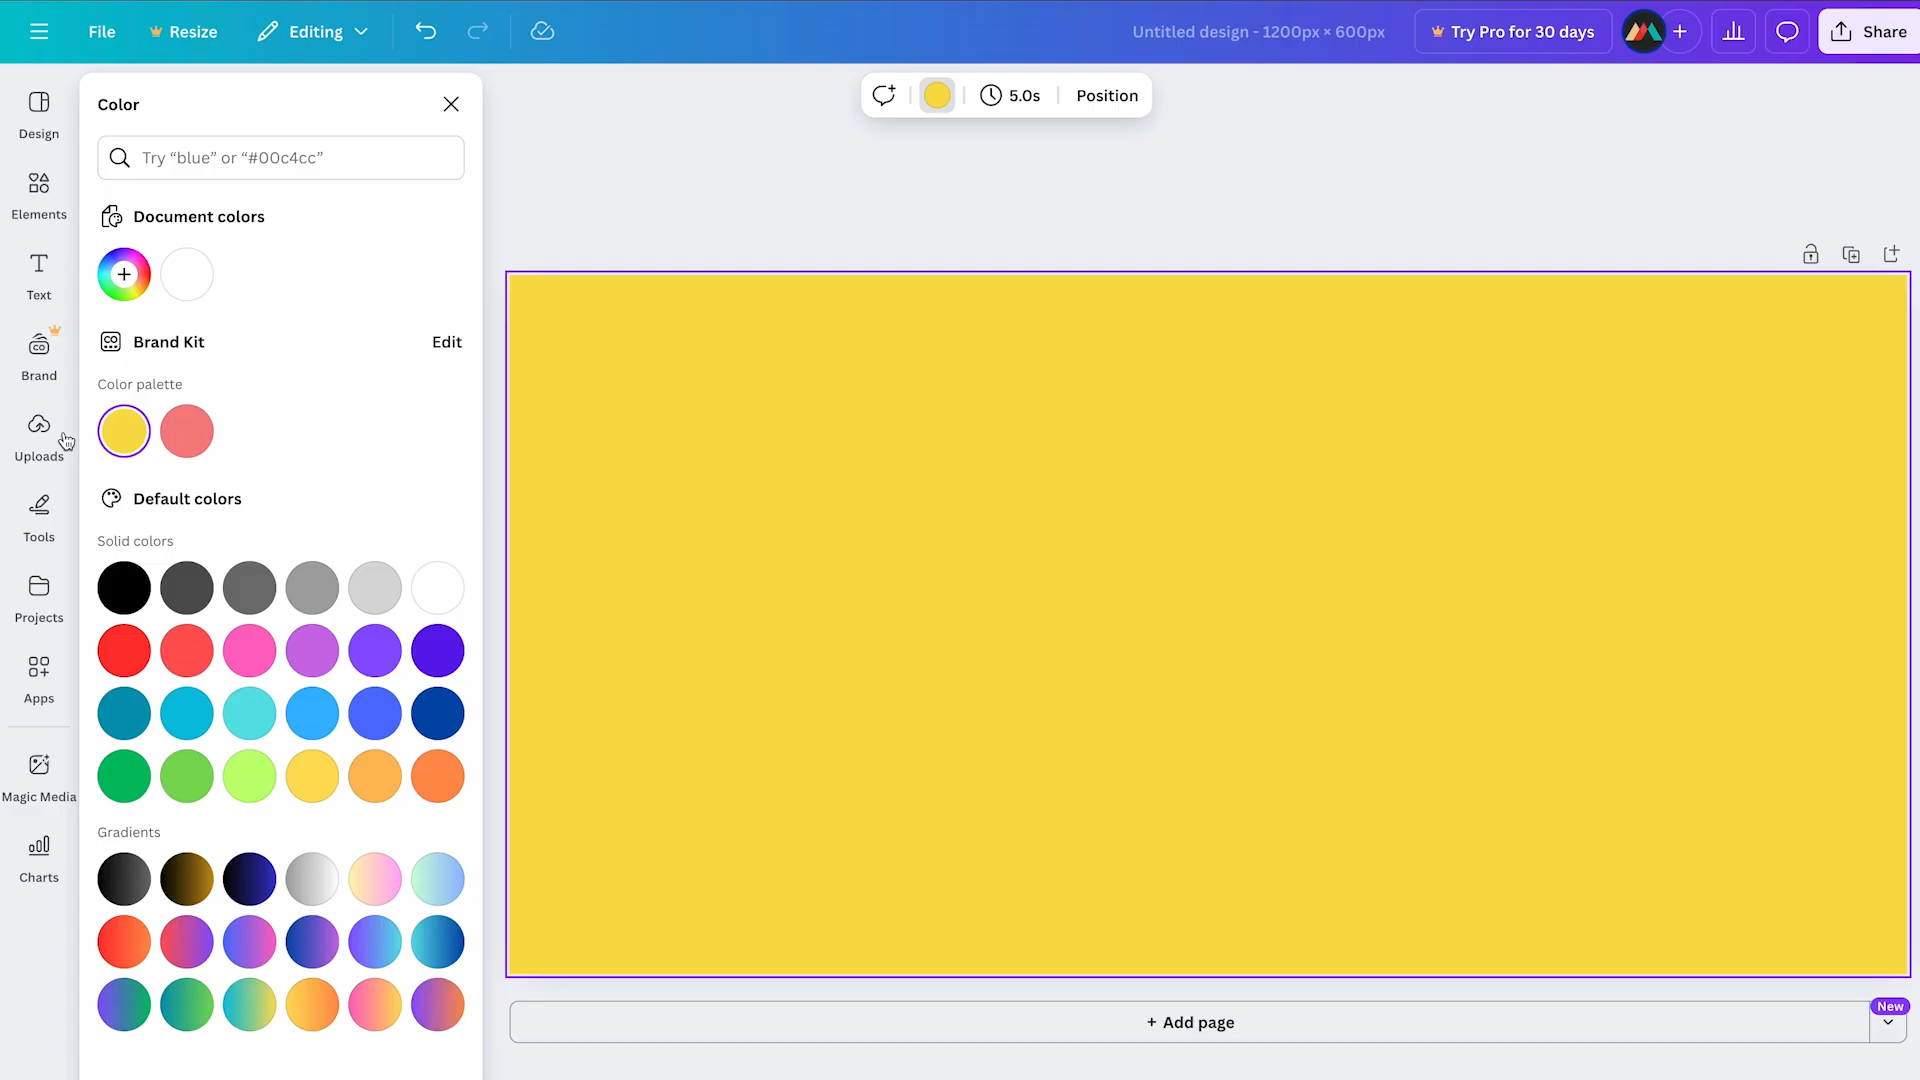 File
Resize
Editing
Untitled design - 1200px × 600px
Try Pro for 30 days
Share
Design
Elements
Text
Brand
Uploads
Tools
Projects
Apps
Magic Media
Charts
Color
Try “blue” or “#00c4cc”
Document colors
Brand Kit
Edit
Color palette
Default colors
Solid colors
Gradients
5.0s
Position
+ Add page
New